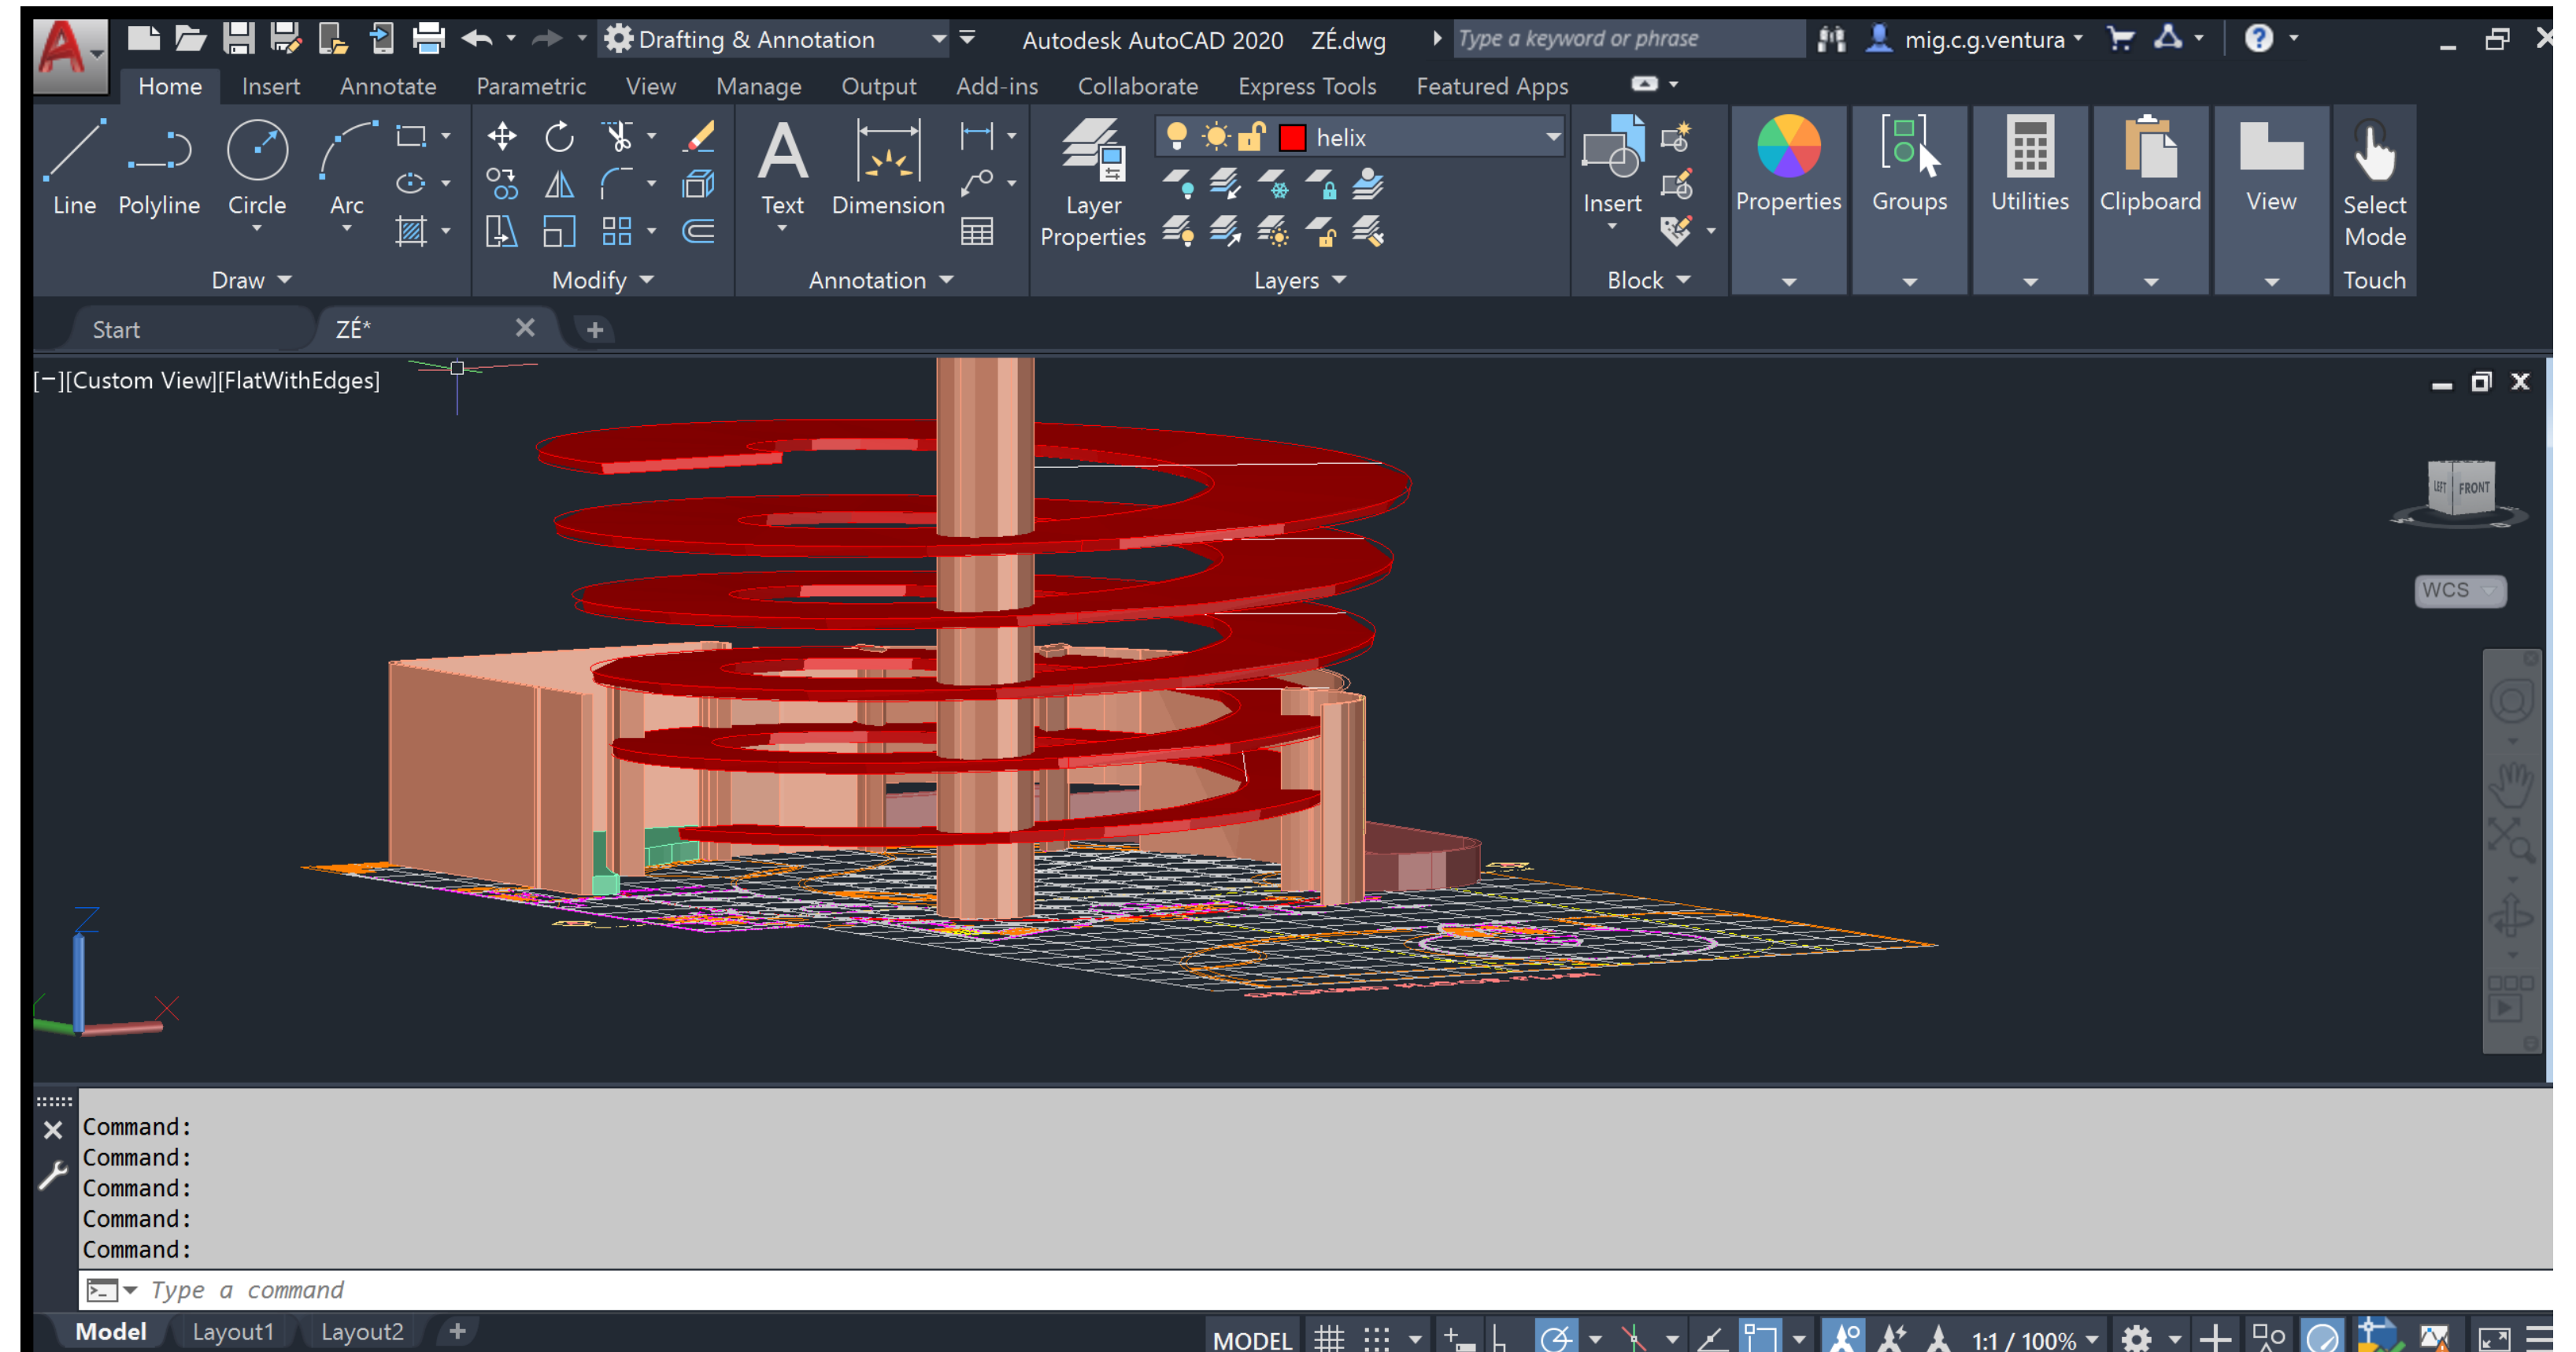 Drafting & Annotation
Autodesk AutoCAD 2020 ZÉ.dwg
Type a keyword or phrase
mig.c.g.ventura
?
Home Insert Annotate Parametric View Manage Output Add-ins Collaborate Express Tools Featured Apps
Line Polyline Circle Arc
Draw
Modify
A
Text Dimension
Annotation
Layer Properties
helix
Layers
Insert
Block
Properties
Groups
Utilities
Clipboard
View
Select Mode
Touch
Start ZÉ*
[-][Custom View][FlatWithEdges]
LEFT FRONT
WCS
Z
X
Command:
Command:
Command:
Command:
Command:
Type a command
Model Layout1 Layout2 +
MODEL
1:1 / 100%